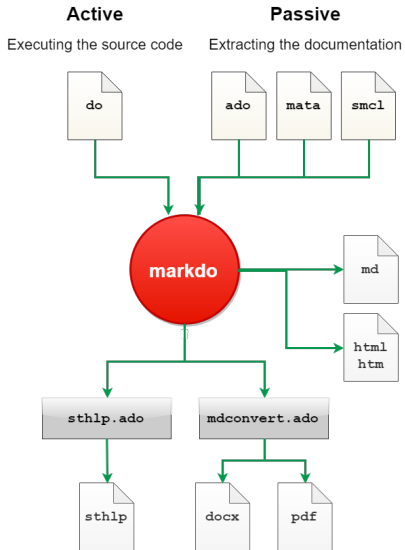 Active
Passive
Executing the source code
Extracting the documentation
do
ado
mata
smcl
markdo
md
html
htm
sthlp.ado
mdconvert.ado
sthlp
docx
pdf